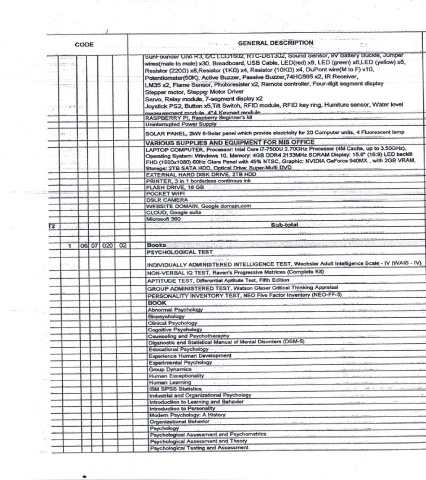 CODE GENERAL DESCRIPTION
SunFounder Uno R3, I2C LCD1602, RTC-DS1302, Sound Sensor, 9V Battery Buckle, Jumper
wires(male to male) x30, Breadboard, USB Cable, LED(red) x8, LED (green) x8,LED (yellow) x8,
Resistor (220Ω) x8,Resistor (1KΩ) x4, Resistor (10KΩ) x4, DuPont wire(M to F) x10,
Potentiometer(50K), Active Buzzer, Passive Buzzer,74HC595 x2, IR Receiver,
LM35 x2, Flame Sensor, Photoresistor x2, Remote controller, Four-digit segment display
Stepper motor, Stepper Motor Driver
Servo, Relay module, 7-segment display x2
Joystick PS2, Button x5,Tilt Switch, RFID module, RFID key ring, Humiture sensor, Water level
measurement module, 4*4 Keypad module
RASPBERRY PI, Raspberry Beginner's kit
Uninterrupted Power Supply
SOLAR PANEL, 2kW 8-Solar panel which provide electricity for 20 Computer units, 4 Fluorescent lamp
VARIOUS SUPPLIES AND EQUIPMENT FOR MIS OFFICE
LAPTOP COMPUTER, Processor: Intel Core i7-7500U 2.70GHz Processor (4M Cache, up to 3.50GHz),
Operating System: Windows 10, Memory: 4GB DDR4 2133MHz SDRAM Display: 15.6" (16:9) LED backlit
FHD (1920x1080) 60Hz Glare Panel with 45% NTSC, Graphic: NVIDIA GeForce 940MX , with 2GB VRAM,
Storage: 2TB SATA HDD, Optical Drive: Super-Multi DVD
EXTERNAL HARD DISK DRIVE, 2TB HDD
PRINTER, 3 in 1 borderless continous ink
FLASH DRIVE, 16 GB
POCKET WIFI
DSLR CAMERA
WEBSITE DOMAIN, Google domain.com
CLOUD, Google suite
Microsoft 360
Sub-total
1 06 07 020 02 Books
PSYCHOLOGICAL TEST
INDIVIDUALLY ADMINISTERED INTELLIGENCE TEST, Wechsler Adult Intelligence Scale - IV (WAIS - IV)
NON-VERBAL IQ TEST, Raven's Progressive Matrices (Complete Kit)
APTITUDE TEST, Differential Aptitude Test, Fifth Edition
GROUP ADMINISTERED TEST, Watson Glaser Critical Thinking Appraisal
PERSONALITY INVENTORY TEST, NEO Five Factor Inventory (NEO-FF-3)
BOOK
Abnormal Psychology
Biopsychology
Clinical Psychology
Cognitive Psychology
Counseling and Psychotheraphy
Diagnostic and Statistical Manual of Mental Disorders (DSM-5)
Educational Psychology
Experience Human Development
Experimental Psychology
Group Dynamics
Human Exceptionality
Human Learning
IBM SPSS Statistics
Industrial and Organizational Psychology
Introduction to Learning and Behavior
Introduction to Personality
Modern Psychology: A History
Organizational Behavior
Psychology
Psychological Assessment and Psychometrics
Psychological Assessment and Theory
Psychological Testing and Assessment